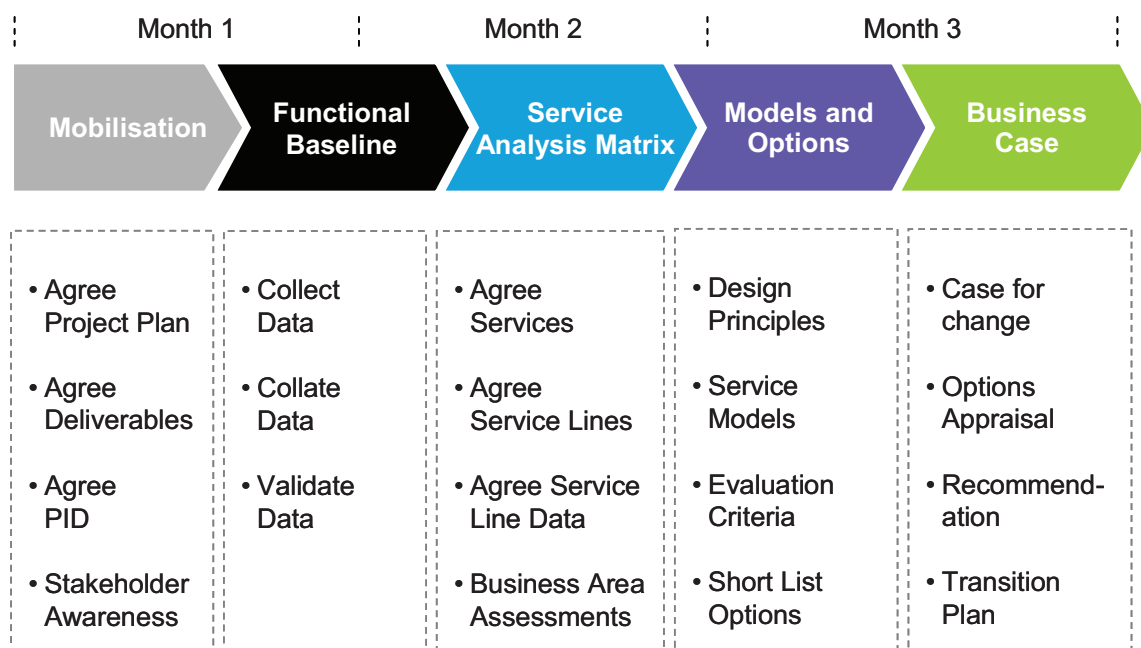 Month 1
Month 2
Month 3
Mobilisation
Functional
Baseline
Service
Analysis Matrix
Models and
Options
Business
Case
• Agree
Project Plan
• Agree
Deliverables
• Agree
PID
• Stakeholder
Awareness
• Collect
Data
• Collate
Data
• Validate
Data
• Agree
Services
• Agree
Service Lines
• Agree Service
Line Data
• Business Area
Assessments
• Design
Principles
• Service
Models
• Evaluation
Criteria
• Short List
Options
• Case for
change
• Options
Appraisal
• Recommend-
ation
• Transition
Plan